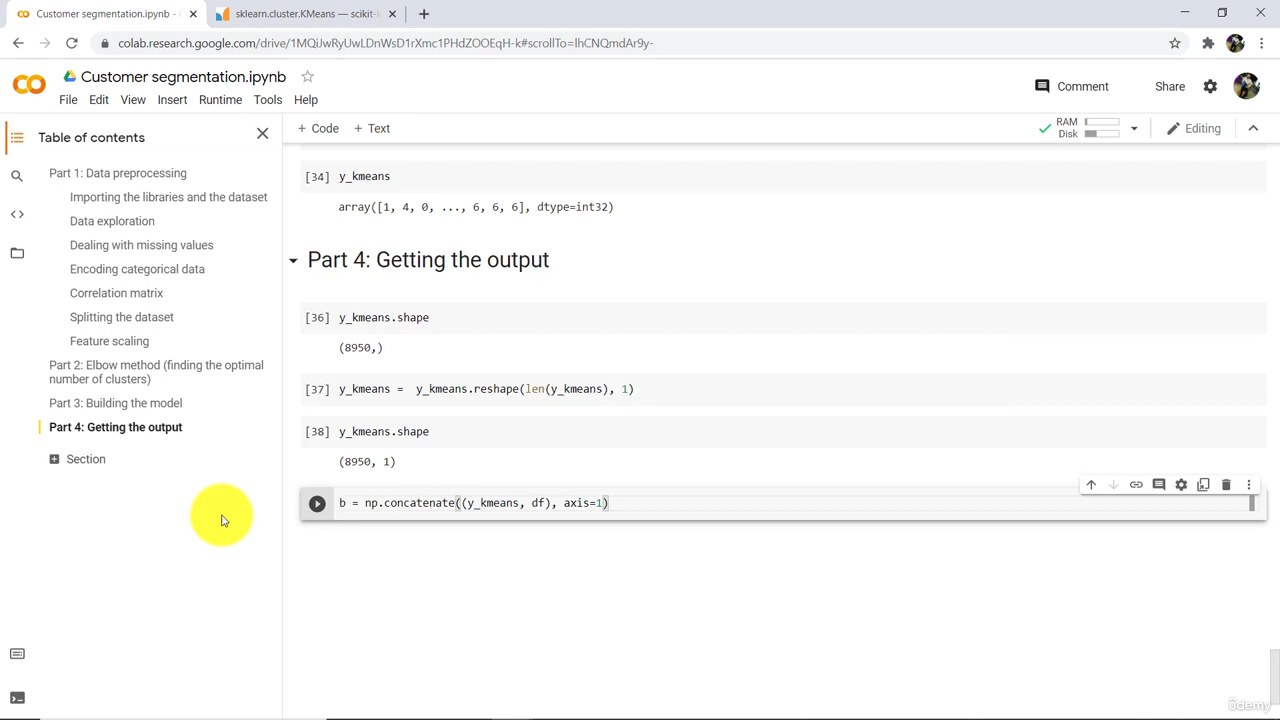 Customer segmentation.ipynb -
sklearn.cluster.KMeans — scikit-l
colab.research.google.com/drive/1MQiJwRyUwLDnWsD1rXmc1PHdZOOEqH-k#scrollTo=lhCNQmdAr9y-
Customer segmentation.ipynb
File Edit View Insert Runtime Tools Help
Comment
Share
Table of contents
+ Code + Text
RAM
Disk
Editing
Part 1: Data preprocessing
Importing the libraries and the dataset
Data exploration
Dealing with missing values
Encoding categorical data
Correlation matrix
Splitting the dataset
Feature scaling
Part 2: Elbow method (finding the optimal
number of clusters)
Part 3: Building the model
Part 4: Getting the output
Section
[34] y_kmeans
array([1, 4, 0, ..., 6, 6, 6], dtype=int32)
Part 4: Getting the output
[36] y_kmeans.shape
(8950,)
[37] y_kmeans =  y_kmeans.reshape(len(y_kmeans), 1)
[38] y_kmeans.shape
(8950, 1)
b = np.concatenate((y_kmeans, df), axis=1)
ûdemy